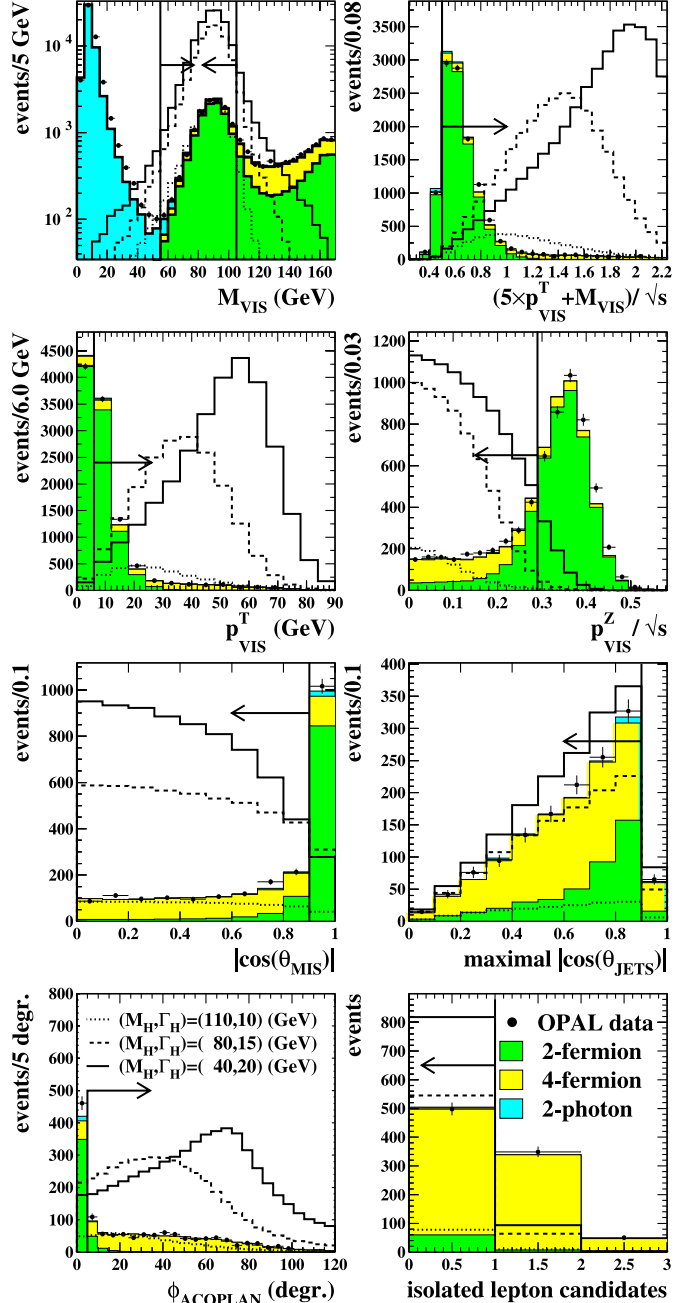 events/5 GeV
10^4
10^3
10^2
0 20 40 60 80 100 120 140 160
M_VIS (GeV)
events/0.08
3500
3000
2500
2000
1500
1000
500
0
0.4 0.6 0.8 1 1.2 1.4 1.6 1.8 2 2.2
(5×p^T_VIS +M_VIS)/ √s
events/6.0 GeV
4500
4000
3500
3000
2500
2000
1500
1000
500
0
0 10 20 30 40 50 60 70 80 90
p^T_VIS (GeV)
events/0.03
1200
1000
800
600
400
200
0
0 0.1 0.2 0.3 0.4 0.5
p^Z_VIS / √s
events/0.1
1000
800
600
400
200
0
0 0.2 0.4 0.6 0.8 1
|cos(θ_MIS)|
events/0.1
400
350
300
250
200
150
100
50
0
0 0.2 0.4 0.6 0.8 1
maximal |cos(θ_JETS)|
events/5 degr.
800
700
600
500
400
300
200
100
0
(M_H,Γ_H)=(110,10) (GeV)
(M_H,Γ_H)=( 80,15) (GeV)
(M_H,Γ_H)=( 40,20) (GeV)
0 20 40 60 80 100 120
ϕ_ACOPLAN (degr.)
events
800
700
600
500
400
300
200
100
0
OPAL data
2-fermion
4-fermion
2-photon
0 0.5 1 1.5 2 2.5 3
isolated lepton candidates